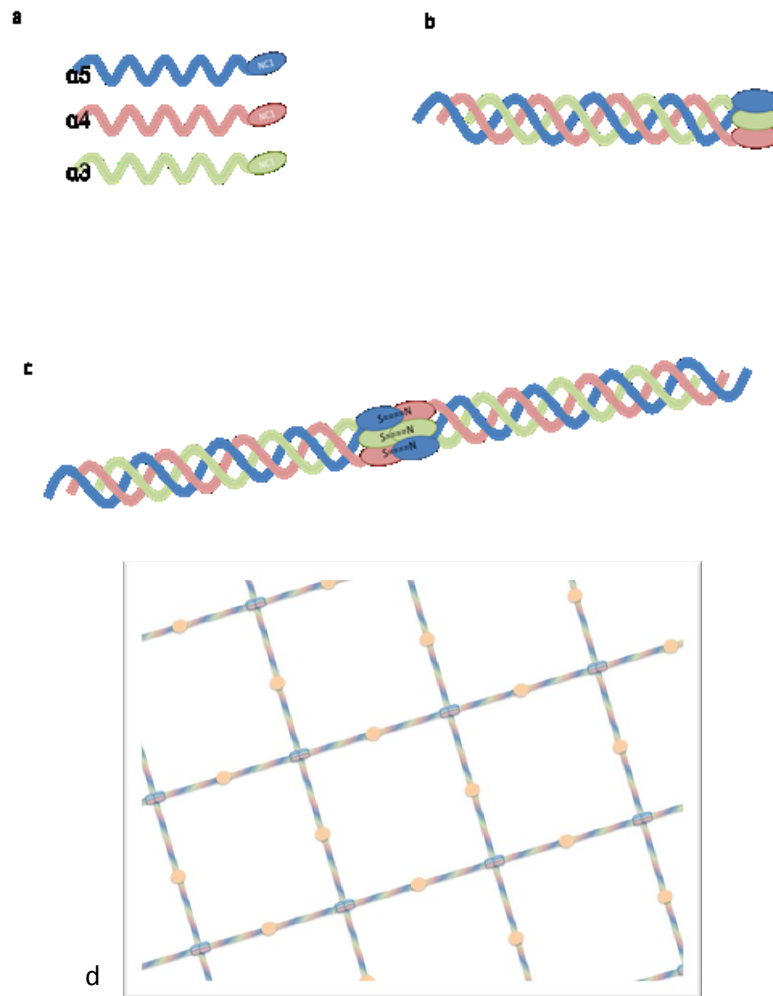 a
b
α5
NC1
α4
NC1
α3
NC1
c
S====N
S====N
S====N
d